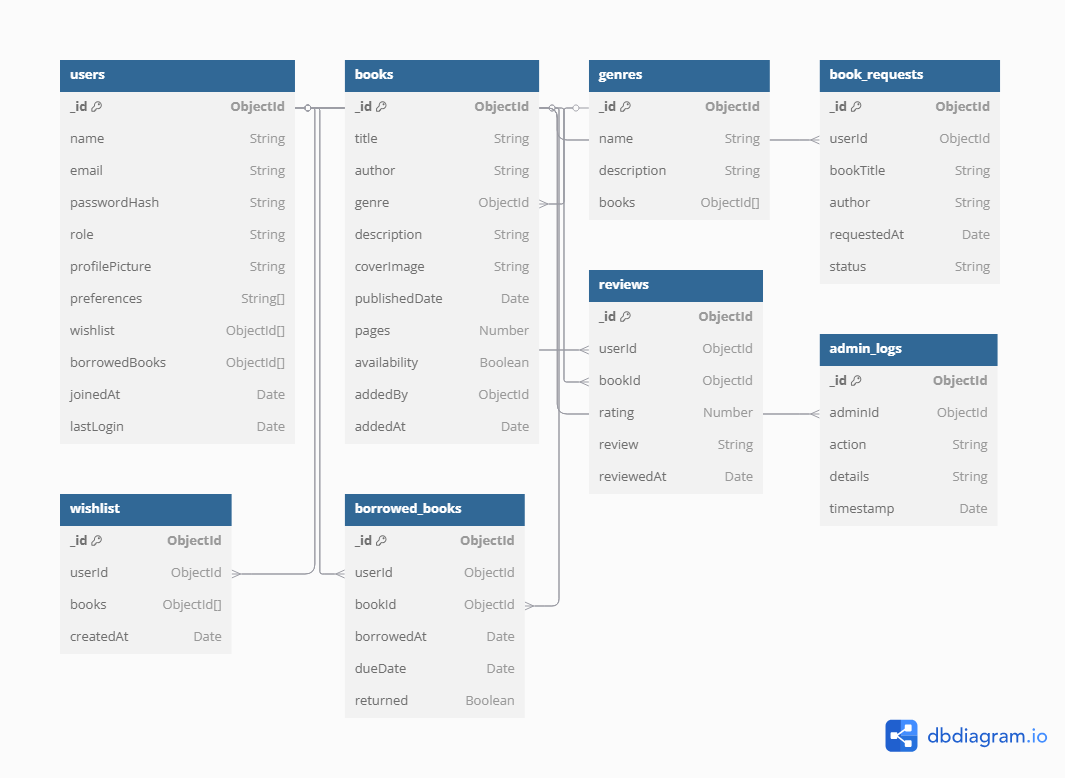 users
_id ObjectId
name String
email String
passwordHash String
role String
profilePicture String
preferences String[]
wishlist ObjectId[]
borrowedBooks ObjectId[]
joinedAt Date
lastLogin Date
books
_id ObjectId
title String
author String
genre ObjectId
description String
coverImage String
publishedDate Date
pages Number
availability Boolean
addedBy ObjectId
addedAt Date
genres
_id ObjectId
name String
description String
books ObjectId[]
book_requests
_id ObjectId
userId ObjectId
bookTitle String
author String
requestedAt Date
status String
reviews
_id ObjectId
userId ObjectId
bookId ObjectId
rating Number
review String
reviewedAt Date
admin_logs
_id ObjectId
adminId ObjectId
action String
details String
timestamp Date
wishlist
_id ObjectId
userId ObjectId
books ObjectId[]
createdAt Date
borrowed_books
_id ObjectId
userId ObjectId
bookId ObjectId
borrowedAt Date
dueDate Date
returned Boolean
dbdiagram.io